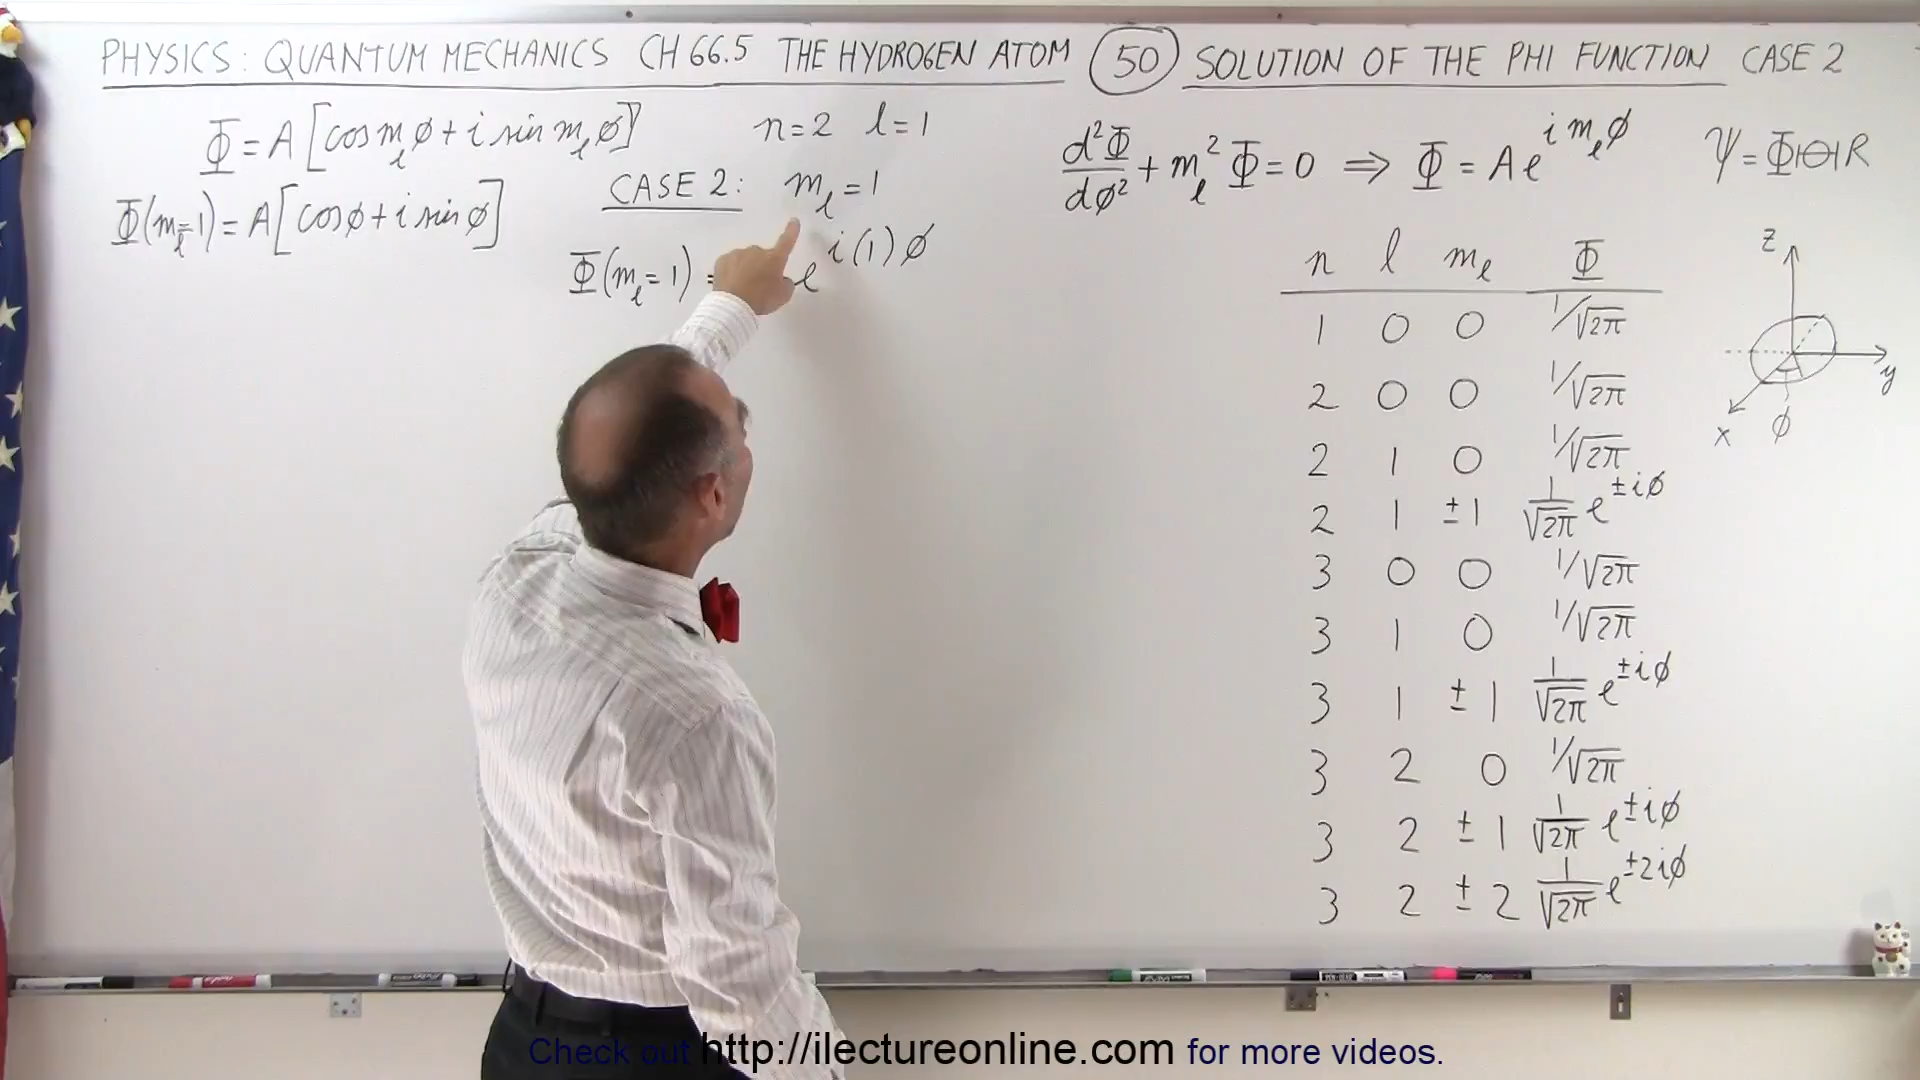 PHYSICS: QUANTUM MECHANICS CH 66.5 THE HYDROGEN ATOM 50 SOLUTION OF THE PHI FUNCTION CASE 2
Φ = A[cos m_ℓ φ + i sin m_ℓ φ]
Φ(m_ℓ=1) = A[cos φ + i sin φ]
n=2 ℓ=1
CASE 2: m_ℓ = 1
Φ(m_ℓ=1) = e^{i(1)φ}
d²Φ/dφ² + m_ℓ² Φ = 0 ⇒ Φ = A e^{i m_ℓ φ}
ψ = Φ Θ R
n ℓ m_ℓ Φ
1 0 0 1/√2π
2 0 0 1/√2π
2 1 0 1/√2π
2 1 ±1 1/√2π e^{±iφ}
3 0 0 1/√2π
3 1 0 1/√2π
3 1 ±1 1/√2π e^{±iφ}
3 2 0 1/√2π
3 2 ±1 1/√2π e^{±iφ}
3 2 ±2 1/√2π e^{±2iφ}
z
y
x φ
Check out http://ilectureonline.com for more videos.